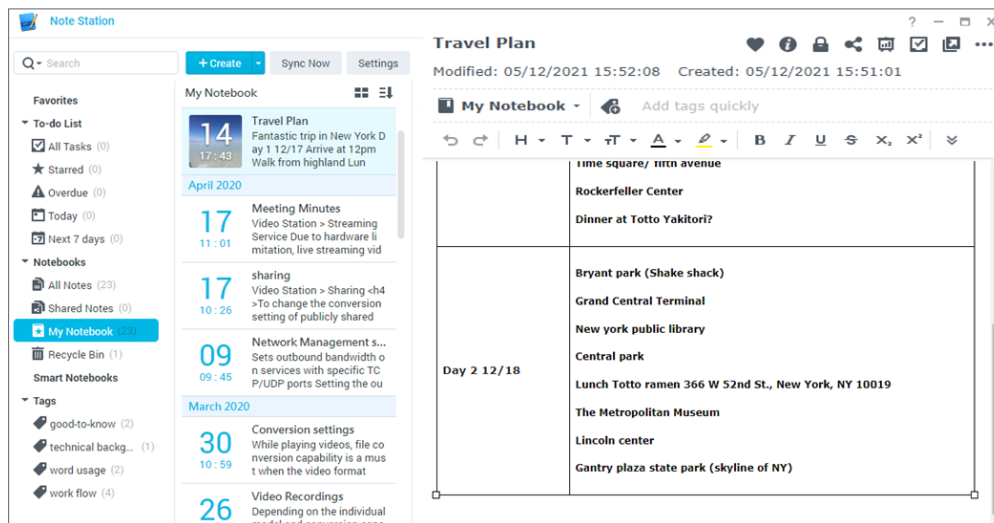 Note Station
Search
+ Create
Sync Now
Settings
Favorites
To-do List
All Tasks (0)
Starred (0)
Overdue (0)
Today (0)
Next 7 days (0)
Notebooks
All Notes (23)
Shared Notes (0)
My Notebook (23)
Recycle Bin (1)
Smart Notebooks
Tags
good-to-know (2)
technical backg... (1)
word usage (2)
work flow (4)
My Notebook
14
17:43
Travel Plan
Fantastic trip in New York D
ay 1 12/17 Arrive at 12pm
Walk from highland Lun
April 2020
17
11:01
Meeting Minutes
Video Station > Streaming
Service Due to hardware li
mitation, live streaming vid
17
10:26
sharing
Video Station > Sharing <h4
>To change the conversion
setting of publicly shared
09
09:45
Network Management s...
Sets outbound bandwidth o
n services with specific TC
P/UDP ports Setting the ou
March 2020
30
10:59
Conversion settings
While playing videos, file co
nversion capability is a mus
t when the video format
26
Video Recordings
Depending on the individual
Travel Plan
Modified: 05/12/2021 15:52:08 Created: 05/12/2021 15:51:01
My Notebook
Add tags quickly
H T TT A B I U S X₂ X²
Time square/ fifth avenue
Rockerfeller Center
Dinner at Totto Yakitori?
Day 2 12/18
Bryant park (Shake shack)
Grand Central Terminal
New york public library
Central park
Lunch Totto ramen 366 W 52nd St., New York, NY 10019
The Metropolitan Museum
Lincoln center
Gantry plaza state park (skyline of NY)